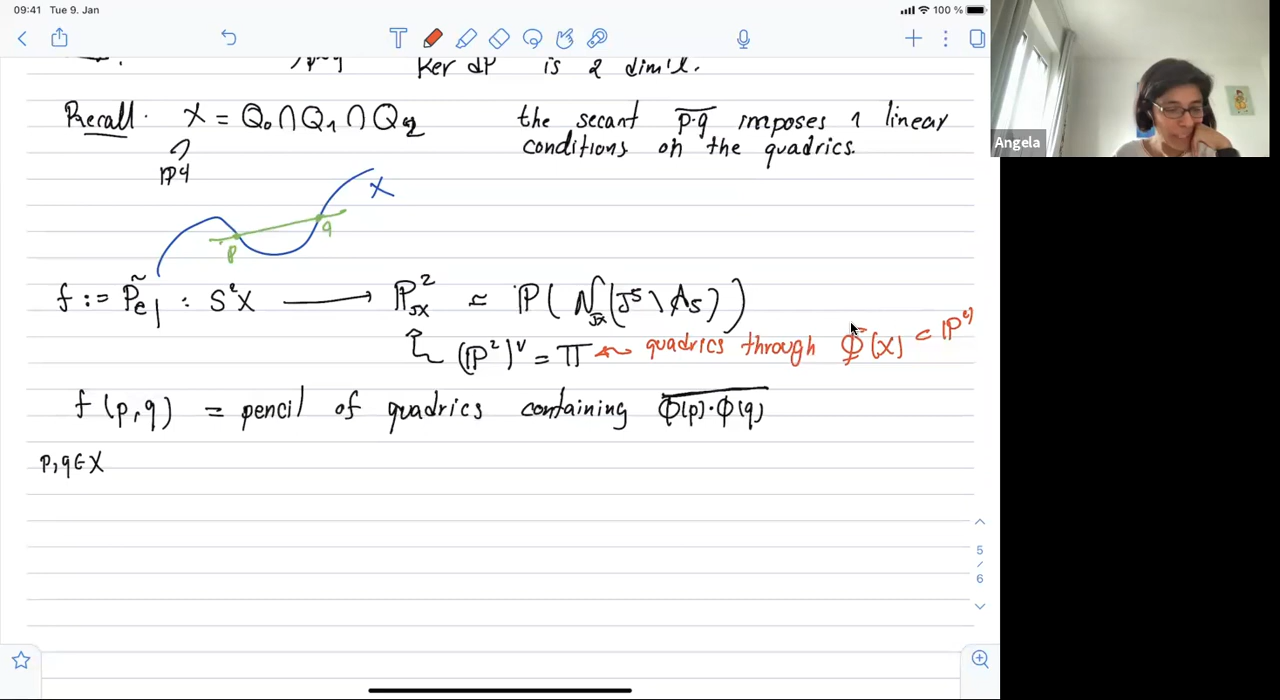 09:41 Tue 9. Jan 100 %
Ker dP is 2 dim'l.
Recall. X = Q₀ ∩ Q₁ ∩ Q₂ the secant p·q imposes 1 linear
conditions on the quadrics.
ℙ4
X
p q
f := P̃e| : S²X ⟶ ℙ²_JX ≃ ℙ(N_JX(J⁵\A₅))
(ℙ²)^∨ = Π quadrics through Φ(X) ⊂ ℙ⁴
f(p,q) = pencil of quadrics containing Φ(p)·Φ(q)
p,q∈X
5
/
6
Angela